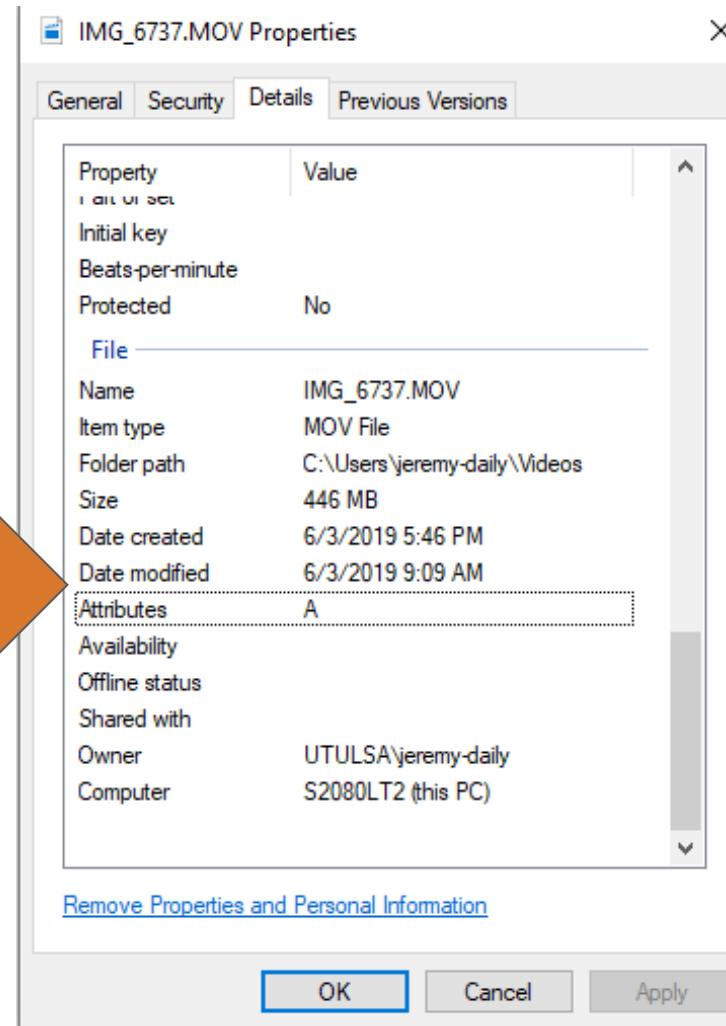 IMG_6737.MOV Properties
General Security Details Previous Versions
Property Value
Part of set
Initial key
Beats-per-minute
Protected No
File
Name IMG_6737.MOV
Item type MOV File
Folder path C:\Users\jeremy-daily\Videos
Size 446 MB
Date created 6/3/2019 5:46 PM
Date modified 6/3/2019 9:09 AM
Attributes A
Availability
Offline status
Shared with
Owner UTULSA\jeremy-daily
Computer S2080LT2 (this PC)
Remove Properties and Personal Information
OK Cancel Apply